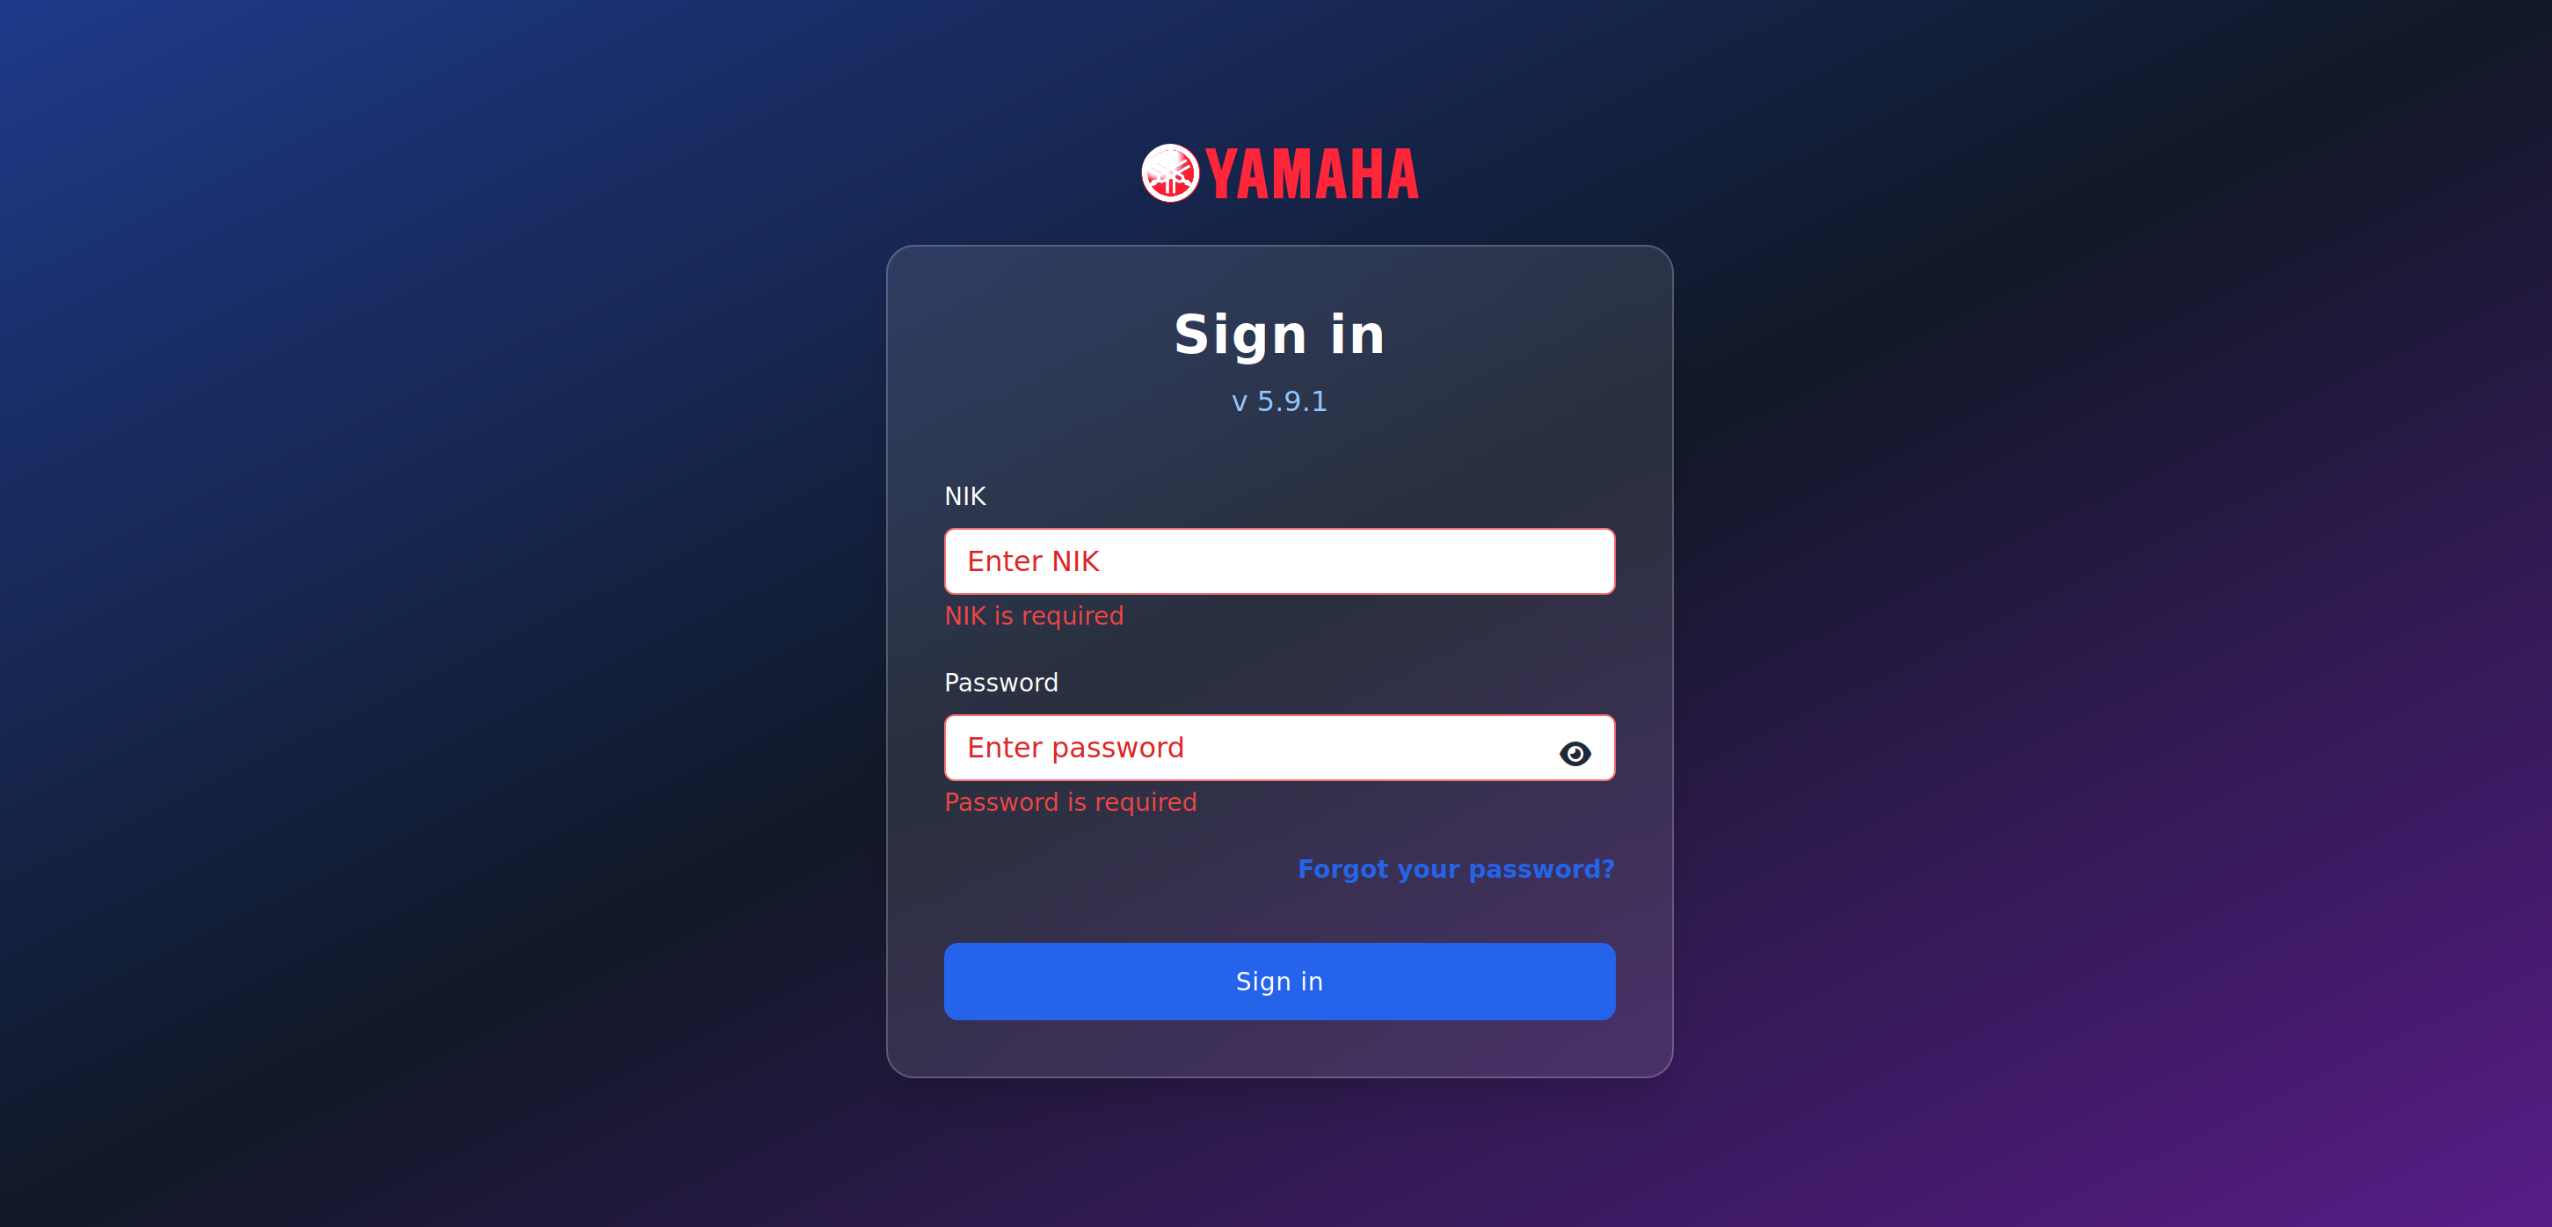 YAMAHA
Sign in
v 5.9.1
NIK
Enter NIK
NIK is required
Password
Enter password
Password is required
Forgot your password?
Sign in